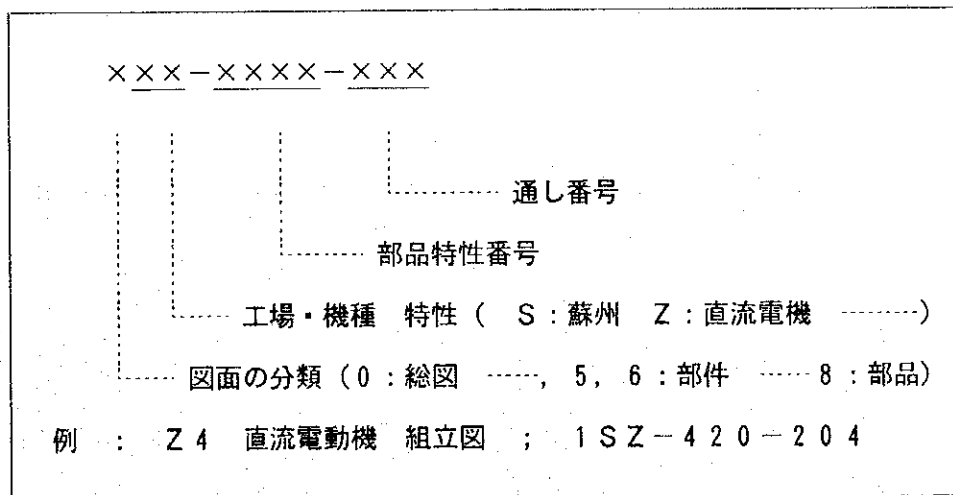 ×××-××××-×××
通し番号
部品特性番号
工場・機種 特性( S:蘇州 Z:直流電機 ……)
図面の分類(0:総図 ……, 5, 6:部件 …… 8:部品)
例 : Z4 直流電動機 組立図 ; 1SZ-420-204